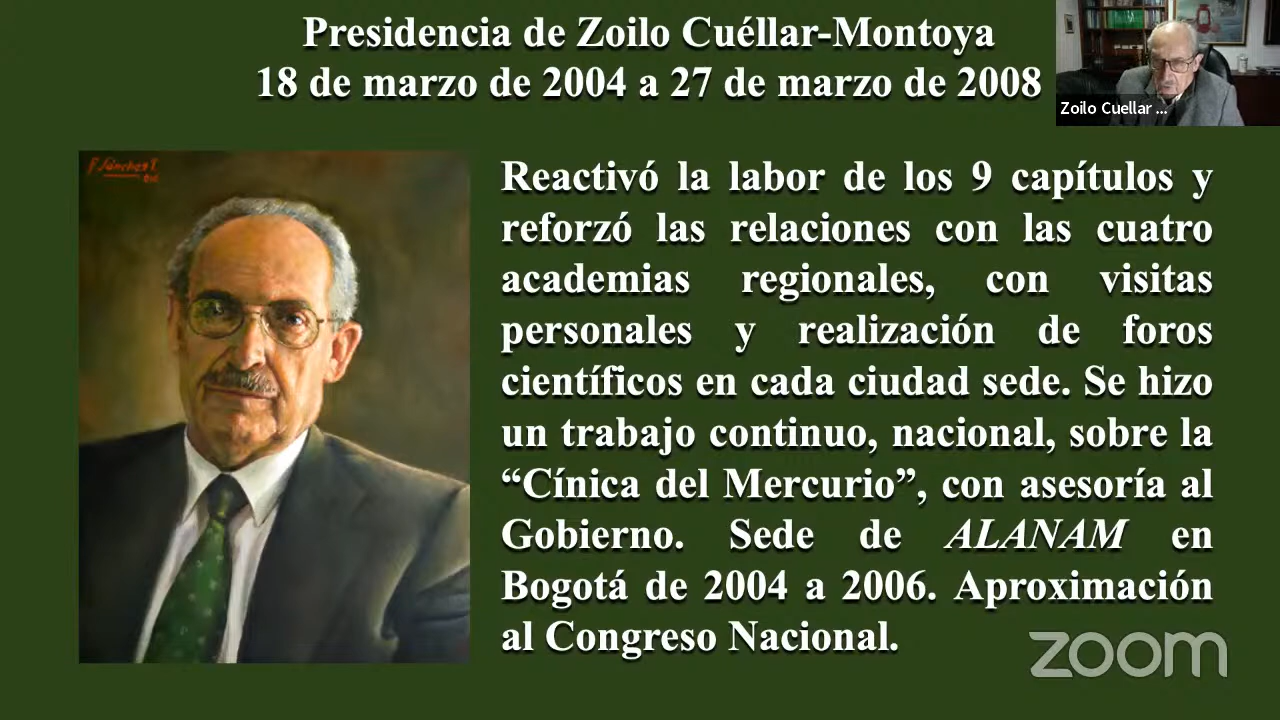 Presidencia de Zoilo Cuéllar-Montoya
18 de marzo de 2004 a 27 de marzo de 2008
Zoilo Cuellar ...
F. Sánchez
Reactivó la labor de los 9 capítulos y
reforzó las relaciones con las cuatro
academias regionales, con visitas
personales y realización de foros
científicos en cada ciudad sede. Se hizo
un trabajo continuo, nacional, sobre la
“Cínica del Mercurio”, con asesoría al
Gobierno. Sede de ALANAM en
Bogotá de 2004 a 2006. Aproximación
al Congreso Nacional.
zoom